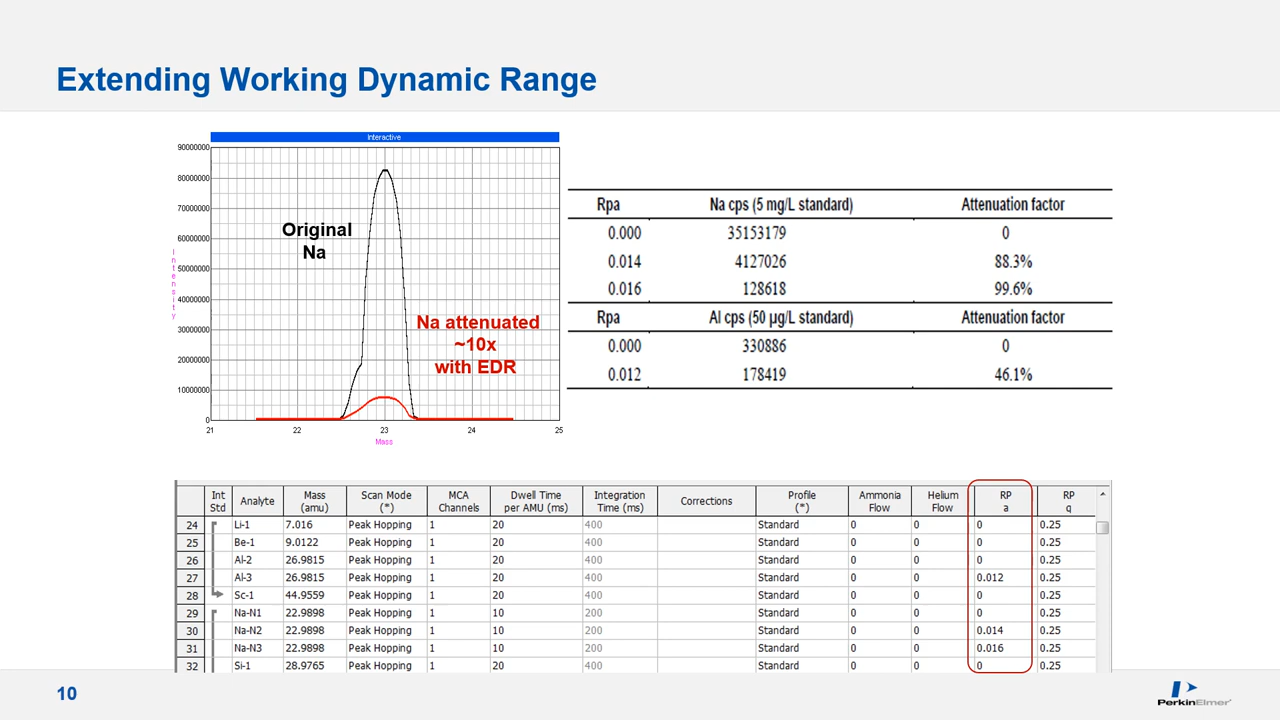 Extending Working Dynamic Range
Interactive
90000000
80000000
70000000
60000000
50000000
40000000
30000000
20000000
10000000
0
Intensity
21 22 23 24 25
Mass
Original
Na
Na attenuated
~10x
with EDR
Rpa Na cps (5 mg/L standard) Attenuation factor
0.000 35153179 0
0.014 4127026 88.3%
0.016 128618 99.6%
Rpa Al cps (50 µg/L standard) Attenuation factor
0.000 330886 0
0.012 178419 46.1%
Int Std Analyte Mass (amu) Scan Mode (*) MCA Channels Dwell Time per AMU (ms) Integration Time (ms) Corrections Profile (*) Ammonia Flow Helium Flow RP a RP q
24 Li-1 7.016 Peak Hopping 1 20 400 Standard 0 0 0 0.25
25 Be-1 9.0122 Peak Hopping 1 20 400 Standard 0 0 0 0.25
26 Al-2 26.9815 Peak Hopping 1 20 400 Standard 0 0 0 0.25
27 Al-3 26.9815 Peak Hopping 1 20 400 Standard 0 0 0.012 0.25
28 Sc-1 44.9559 Peak Hopping 1 20 400 Standard 0 0 0 0.25
29 Na-N1 22.9898 Peak Hopping 1 10 200 Standard 0 0 0 0.25
30 Na-N2 22.9898 Peak Hopping 1 10 200 Standard 0 0 0.014 0.25
31 Na-N3 22.9898 Peak Hopping 1 10 200 Standard 0 0 0.016 0.25
32 Si-1 28.9765 Peak Hopping 1 20 400 Standard 0 0 0 0.25
10
PerkinElmer